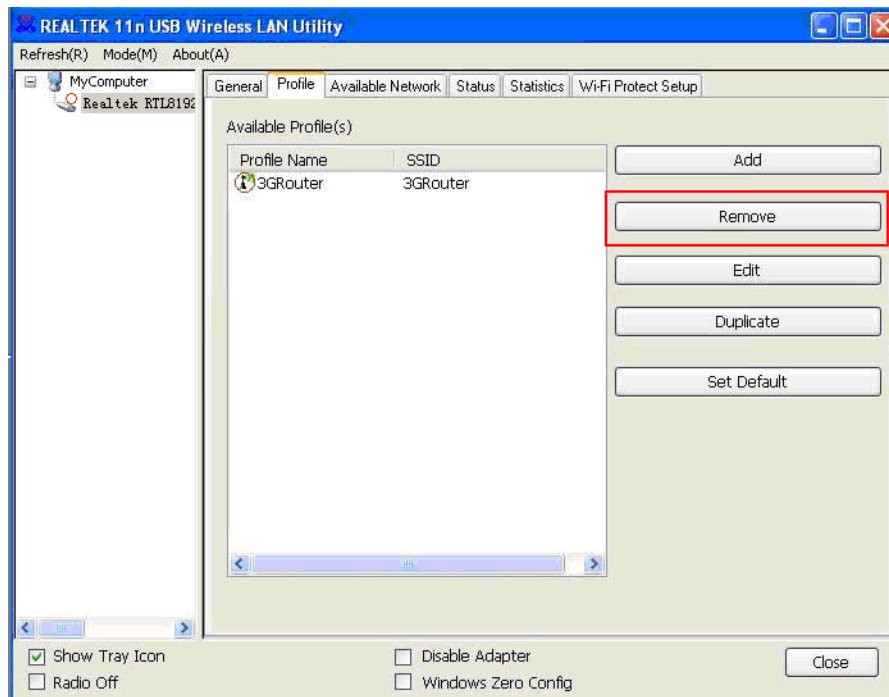 REALTEK 11n USB Wireless LAN Utility
Refresh(R) Mode(M) About(A)
MyComputer
Realtek RTL8192
General Profile Available Network Status Statistics Wi-Fi Protect Setup
Available Profile(s)
Profile Name SSID
3GRouter 3GRouter
Add
Remove
Edit
Duplicate
Set Default
Show Tray Icon
Radio Off
Disable Adapter
Windows Zero Config
Close